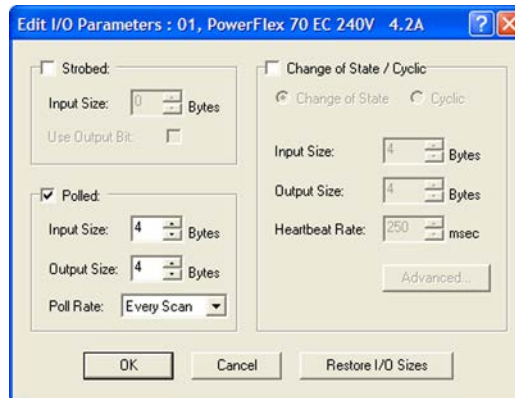 Edit I/O Parameters : 01, PowerFlex 70 EC 240V 4.2A
Strobed:
Input Size: 0 Bytes
Use Output Bit:
Polled:
Input Size: 4 Bytes
Output Size: 4 Bytes
Poll Rate: Every Scan
Change of State / Cyclic
Change of State Cyclic
Input Size: 4 Bytes
Output Size: 4 Bytes
Heartbeat Rate: 250 msec
Advanced...
OK Cancel Restore I/O Sizes